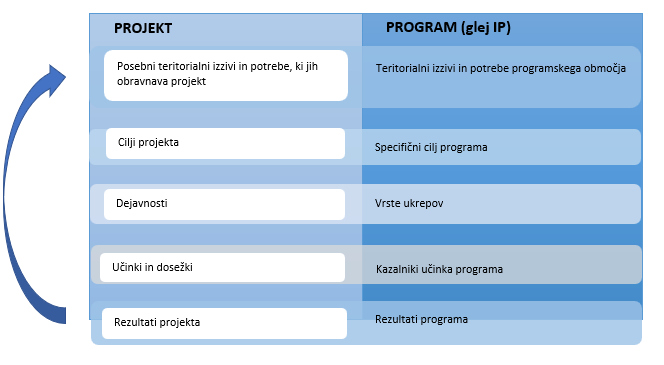 PROJEKT
PROGRAM (glej IP)
Posebni teritorialni izzivi in potrebe, ki jih
obravnava projekt
Teritorialni izzivi in potrebe programskega območja
Cilji projekta
Specifični cilj programa
Dejavnosti
Vrste ukrepov
Učinki in dosežki
Kazalniki učinka programa
Rezultati projekta
Rezultati programa